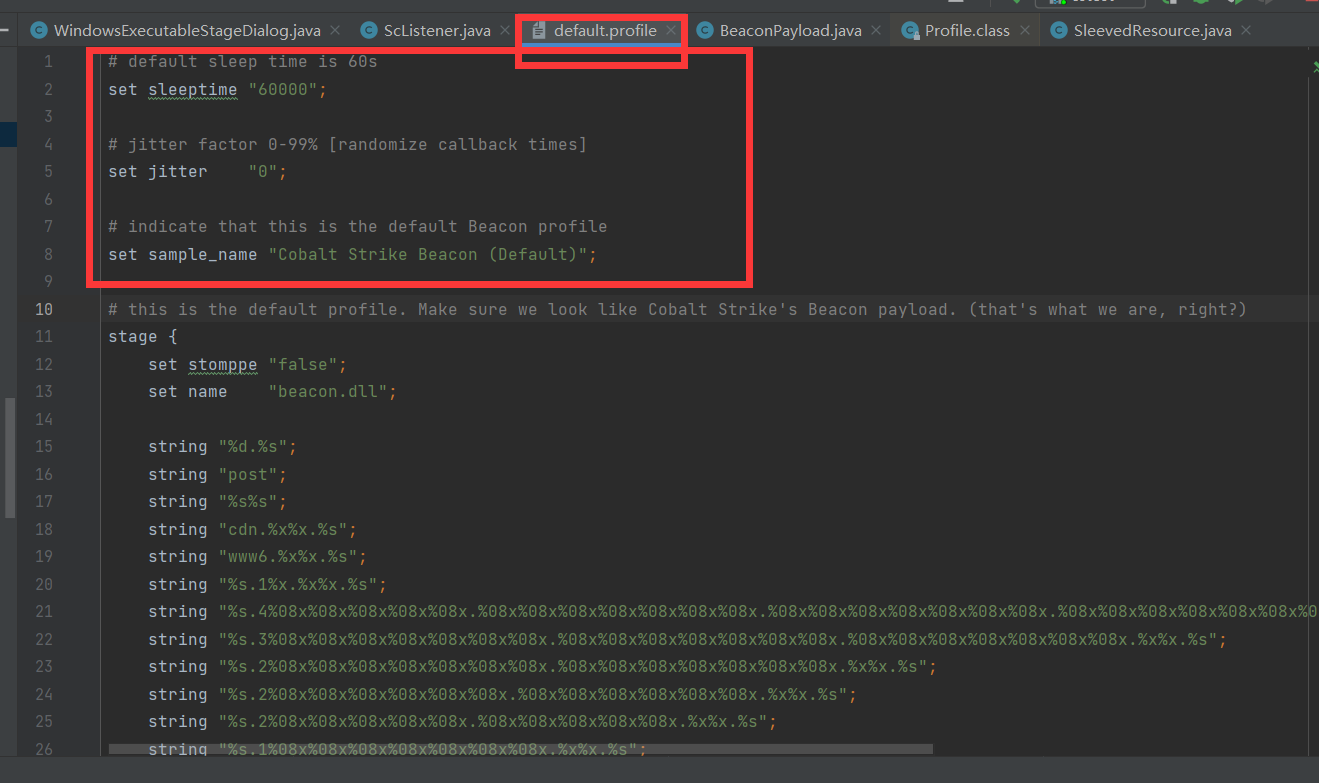 WindowsExecutableStageDialog.java ScListener.java default.profile BeaconPayload.java Profile.class SleevedResource.java
1 # default sleep time is 60s
2 set sleeptime "60000";
3
4 # jitter factor 0-99% [randomize callback times]
5 set jitter "0";
6
7 # indicate that this is the default Beacon profile
8 set sample_name "Cobalt Strike Beacon (Default)";
9
10 # this is the default profile. Make sure we look like Cobalt Strike's Beacon payload. (that's what we are, right?)
11 stage {
12 set stomppe "false";
13 set name "beacon.dll";
14
15 string "%d.%s";
16 string "post";
17 string "%s%s";
18 string "cdn.%x%x.%s";
19 string "www6.%x%x.%s";
20 string "%s.1%x.%x%x.%s";
21 string "%s.4%08x%08x%08x%08x%08x.%08x%08x%08x%08x%08x%08x%08x.%08x%08x%08x%08x%08x%08x%08x.%08x%08x%08x%08x%08x%08x%0
22 string "%s.3%08x%08x%08x%08x%08x%08x%08x.%08x%08x%08x%08x%08x%08x%08x.%08x%08x%08x%08x%08x%08x%08x.%x%x.%s";
23 string "%s.2%08x%08x%08x%08x%08x%08x%08x.%08x%08x%08x%08x%08x%08x%08x.%x%x.%s";
24 string "%s.2%08x%08x%08x%08x%08x%08x.%08x%08x%08x%08x%08x%08x.%x%x.%s";
25 string "%s.2%08x%08x%08x%08x%08x.%08x%08x%08x%08x%08x.%x%x.%s";
26 string "%s.1%08x%08x%08x%08x%08x%08x%08x.%x%x.%s";